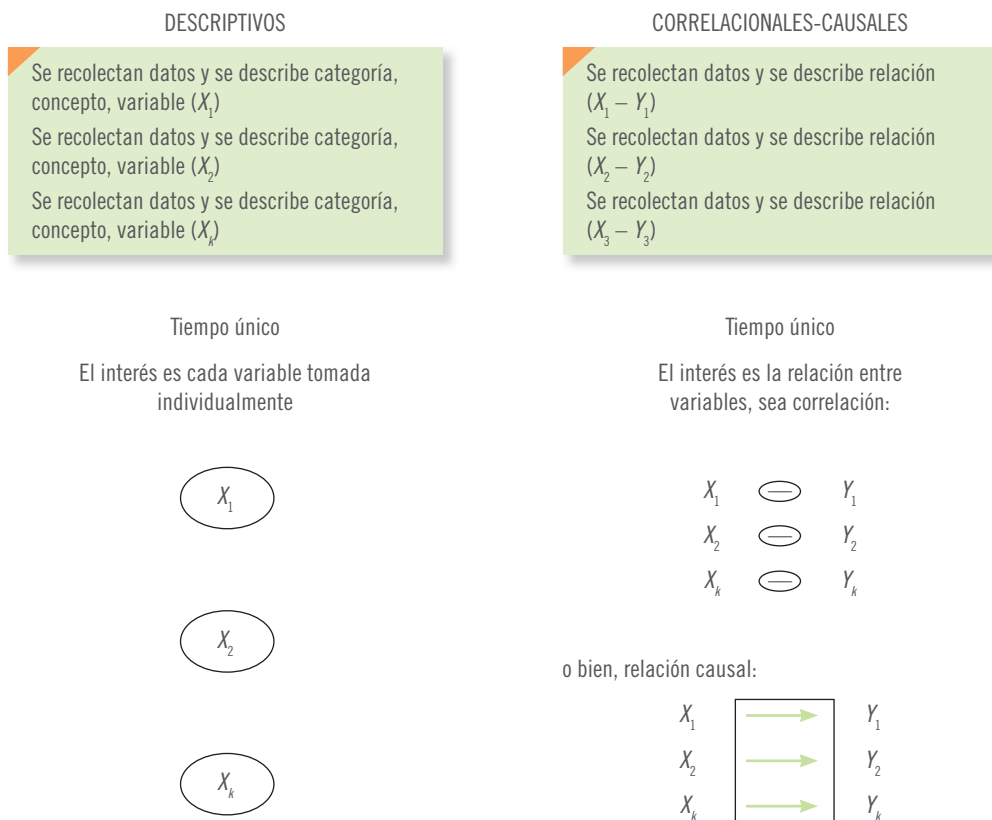 DESCRIPTIVOS
Se recolectan datos y se describe categoría,
concepto, variable (X₁)
Se recolectan datos y se describe categoría,
concepto, variable (X₂)
Se recolectan datos y se describe categoría,
concepto, variable (Xₖ)
Tiempo único
El interés es cada variable tomada
individualmente
X₁
X₂
Xₖ
CORRELACIONALES-CAUSALES
Se recolectan datos y se describe relación
(X₁ – Y₁)
Se recolectan datos y se describe relación
(X₂ – Y₂)
Se recolectan datos y se describe relación
(X₃ – Y₃)
Tiempo único
El interés es la relación entre
variables, sea correlación:
X₁ — Y₁
X₂ — Y₂
Xₖ — Yₖ
o bien, relación causal:
X₁ → Y₁
X₂ → Y₂
Xₖ → Yₖ